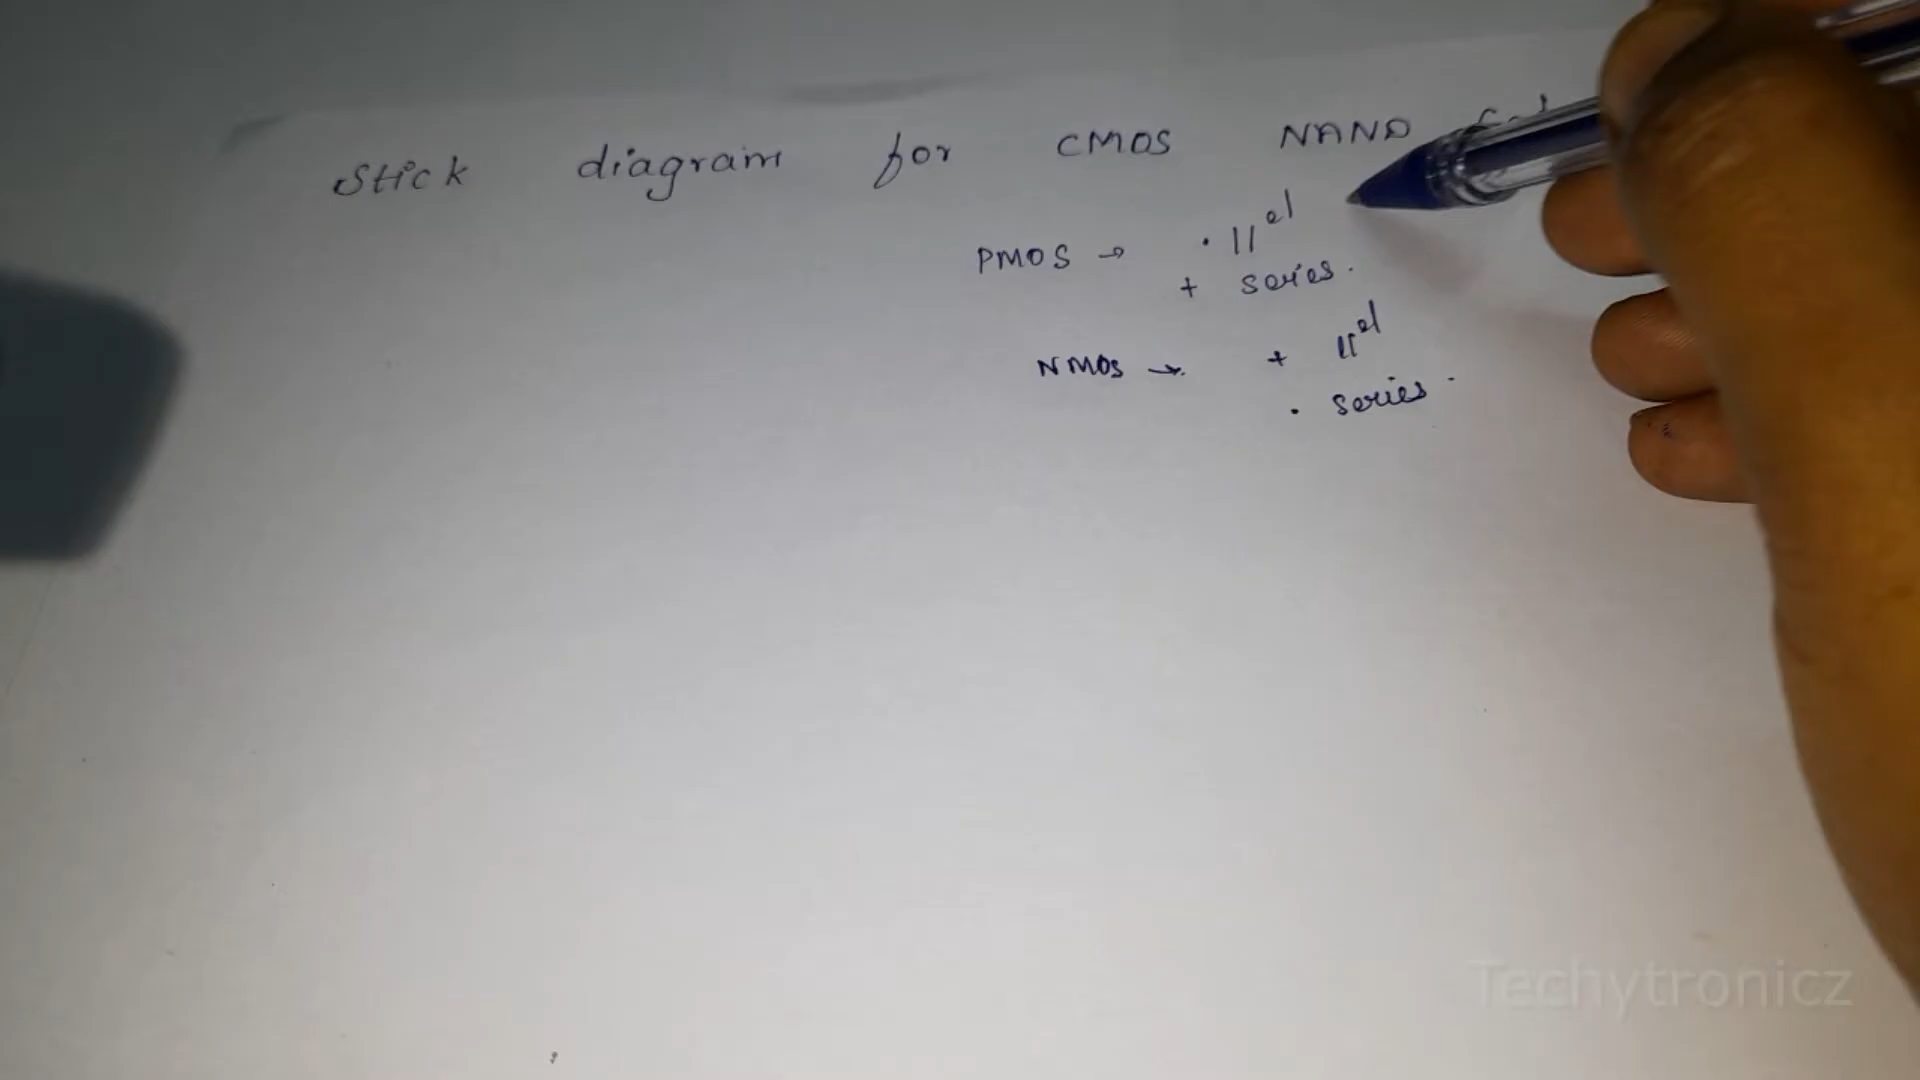 Stick diagram for CMOS NAND
PMOS → · ||el
+ series.
NMOS → + ||el
· series.
Techytronicz